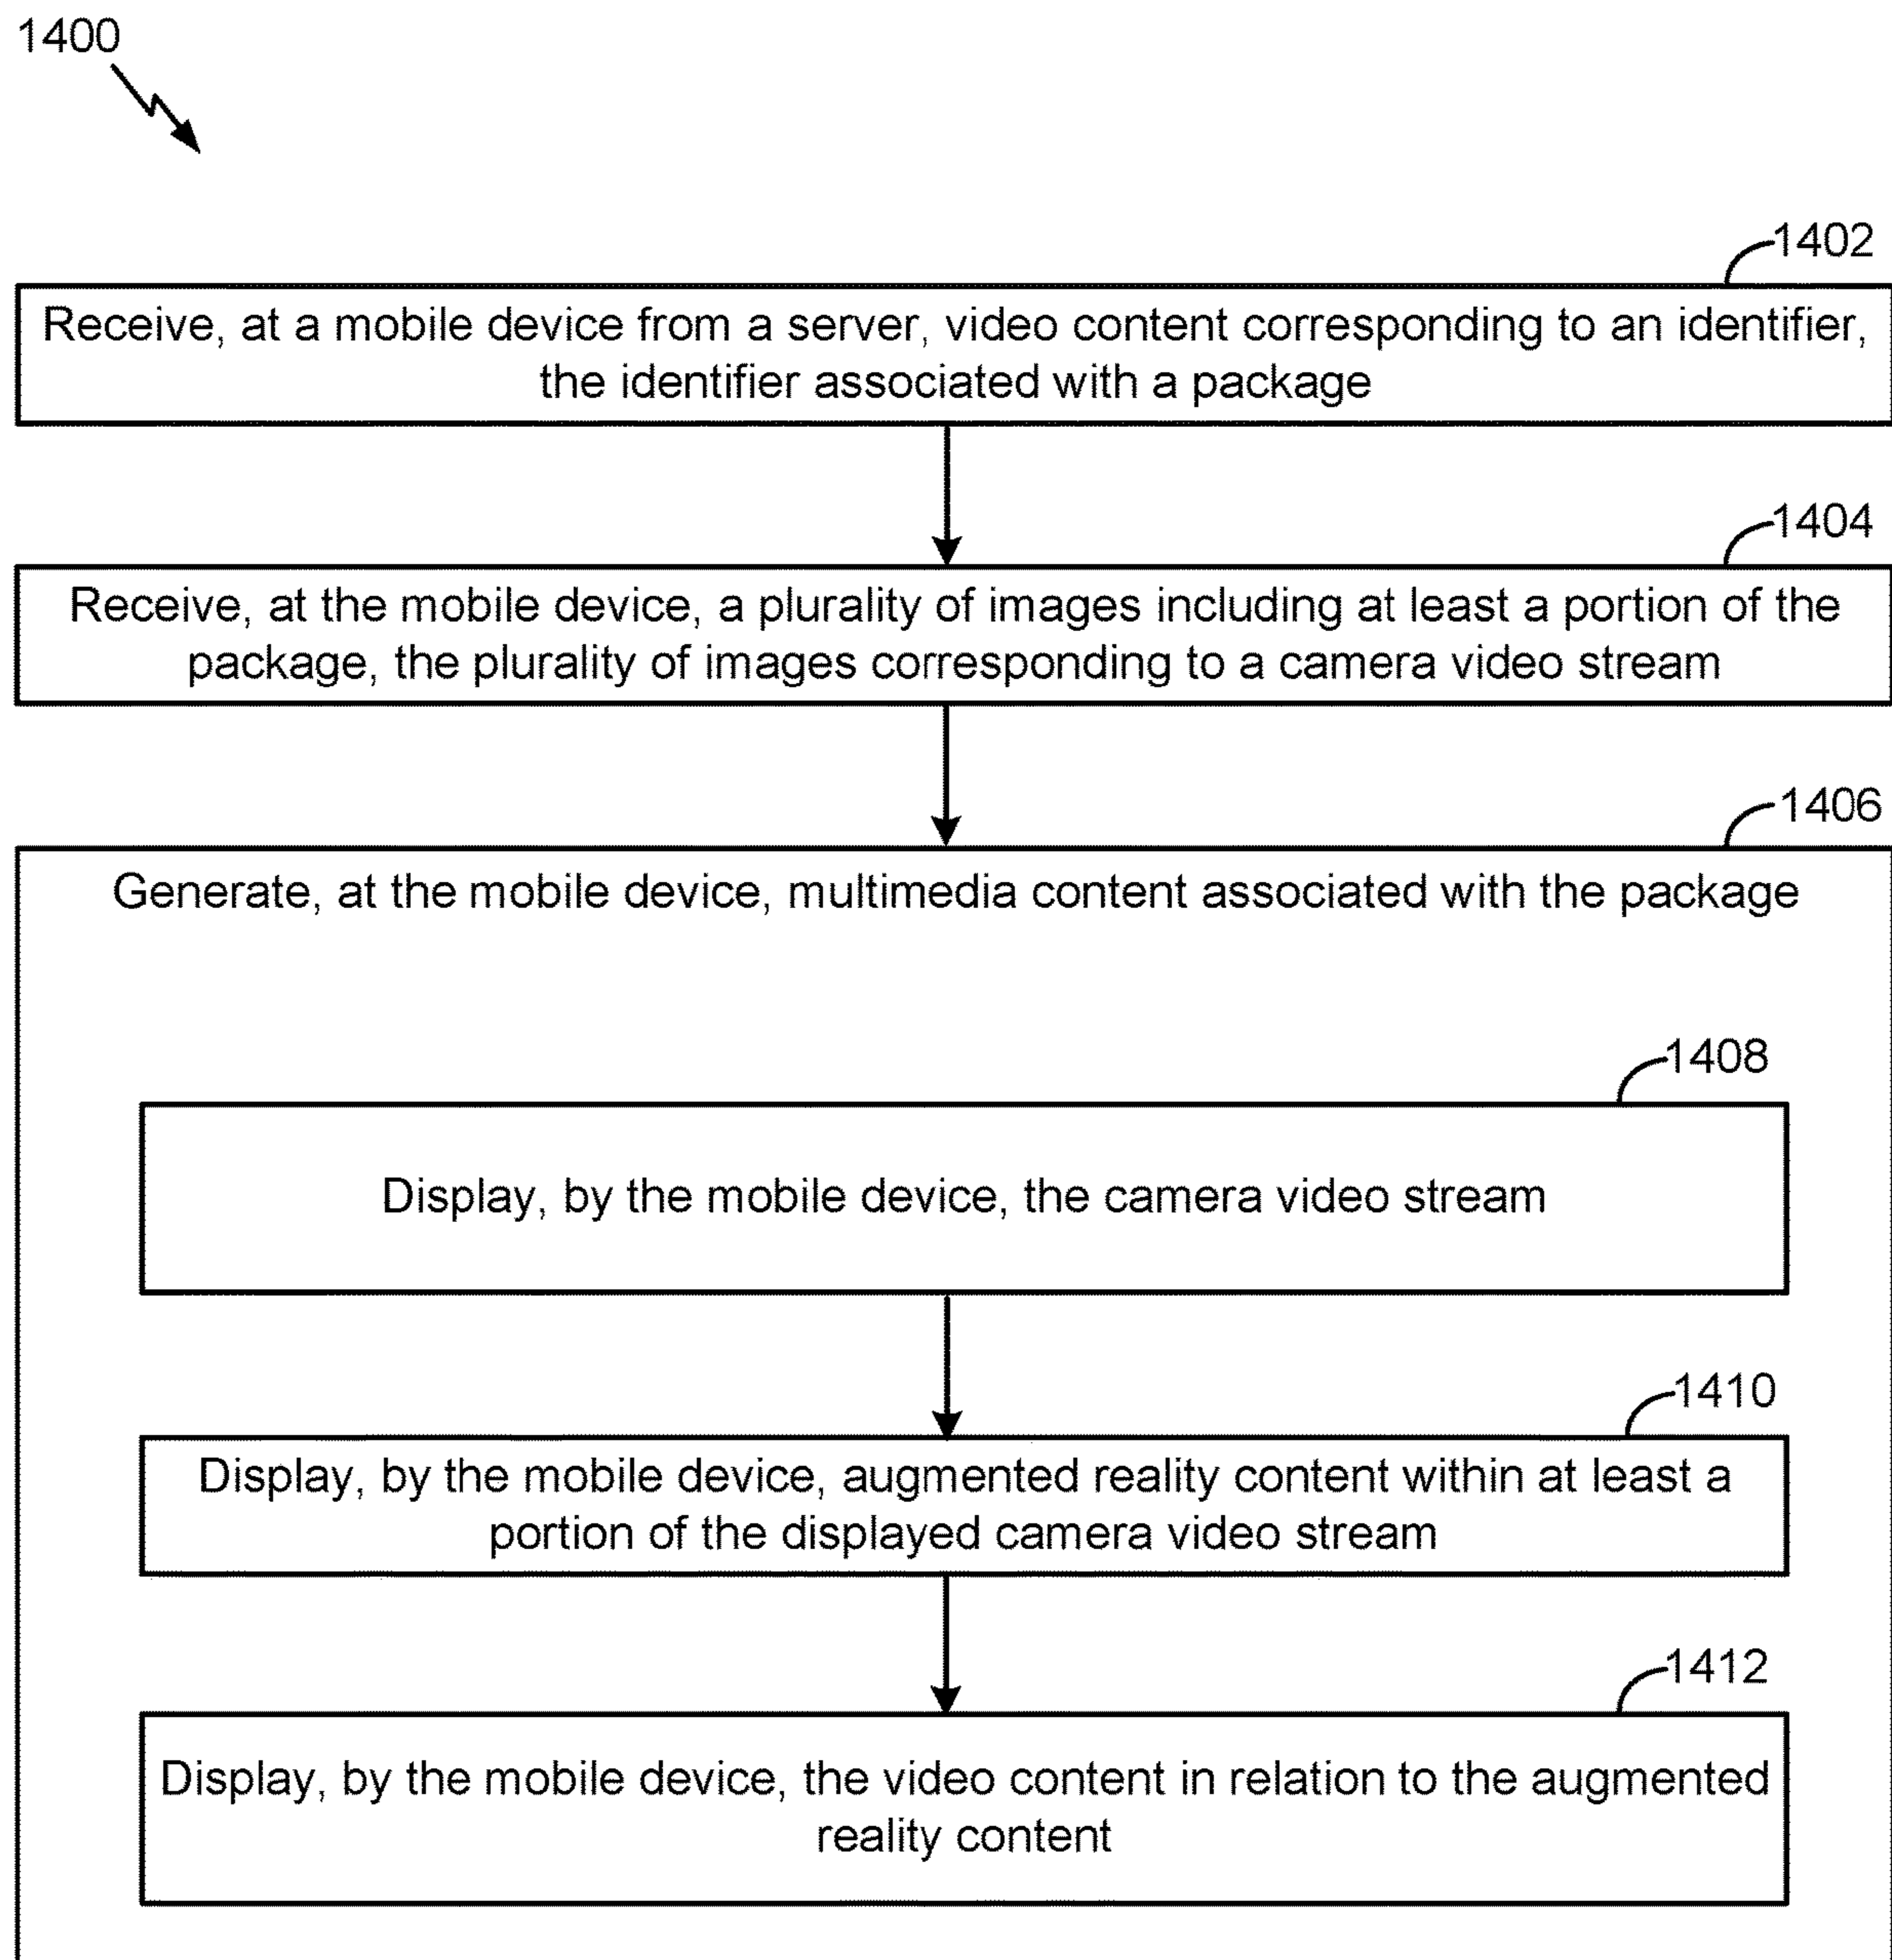 1400
1402
Receive, at a mobile device from a server, video content corresponding to an identifier,
the identifier associated with a package
1404
Receive, at the mobile device, a plurality of images including at least a portion of the
package, the plurality of images corresponding to a camera video stream
1406
Generate, at the mobile device, multimedia content associated with the package
1408
Display, by the mobile device, the camera video stream
1410
Display, by the mobile device, augmented reality content within at least a
portion of the displayed camera video stream
1412
Display, by the mobile device, the video content in relation to the augmented
reality content